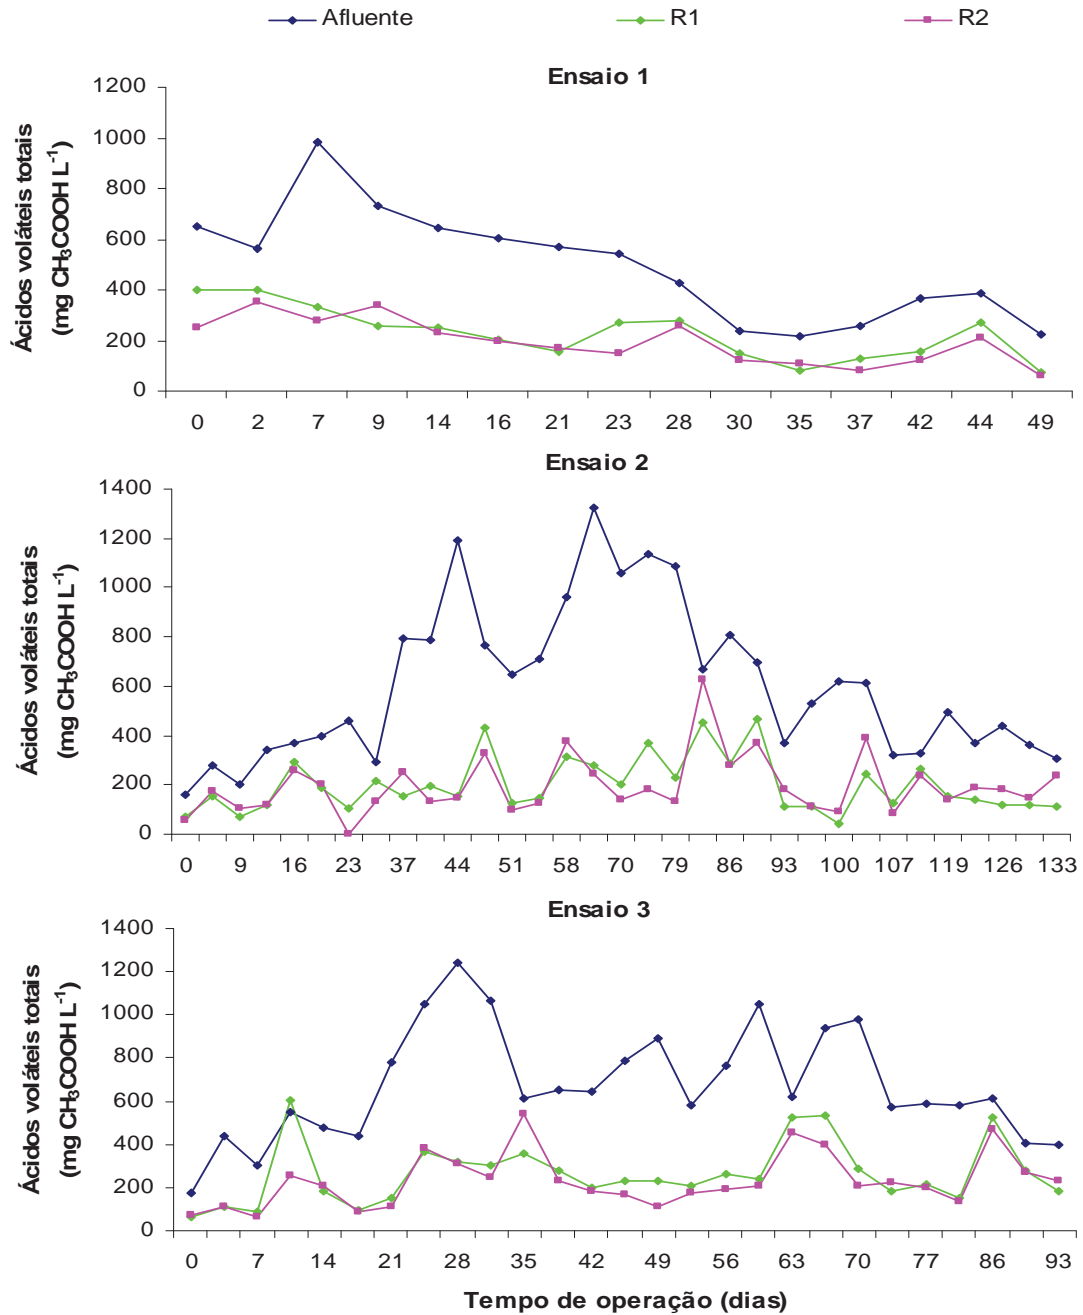 Afluente R1 R2
Ensaio 1
Ácidos voláteis totais
(mg CH₃COOH L⁻¹)
1200
1000
800
600
400
200
0
0 2 7 9 14 16 21 23 28 30 35 37 42 44 49
Ensaio 2
Ácidos voláteis totais
(mg CH₃COOH L⁻¹)
1400
1200
1000
800
600
400
200
0
0 9 16 23 37 44 51 58 70 79 86 93 100 107 119 126 133
Ensaio 3
Ácidos voláteis totais
(mg CH₃COOH L⁻¹)
1400
1200
1000
800
600
400
200
0
0 7 14 21 28 35 42 49 56 63 70 77 86 93
Tempo de operação (dias)